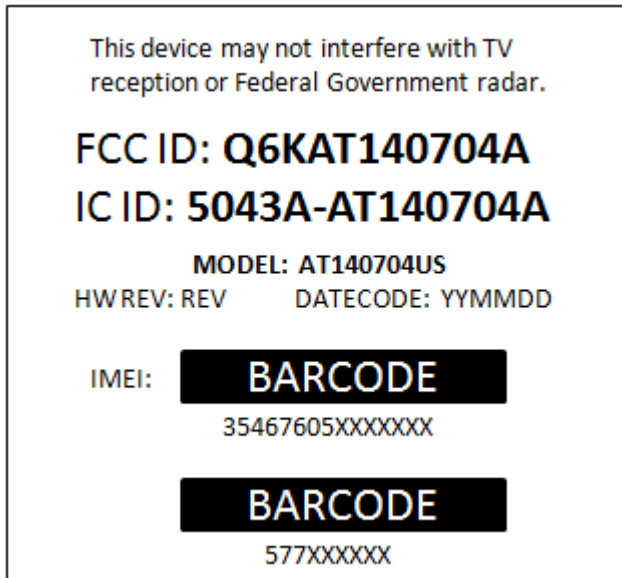 This device may not interfere with TV
reception or Federal Government radar.
FCC ID: Q6KAT140704A
IC ID: 5043A-AT140704A
MODEL: AT140704US
HW REV: REV DATECODE: YYMMDD
IMEI: BARCODE
35467605XXXXXXX
BARCODE
577XXXXXX